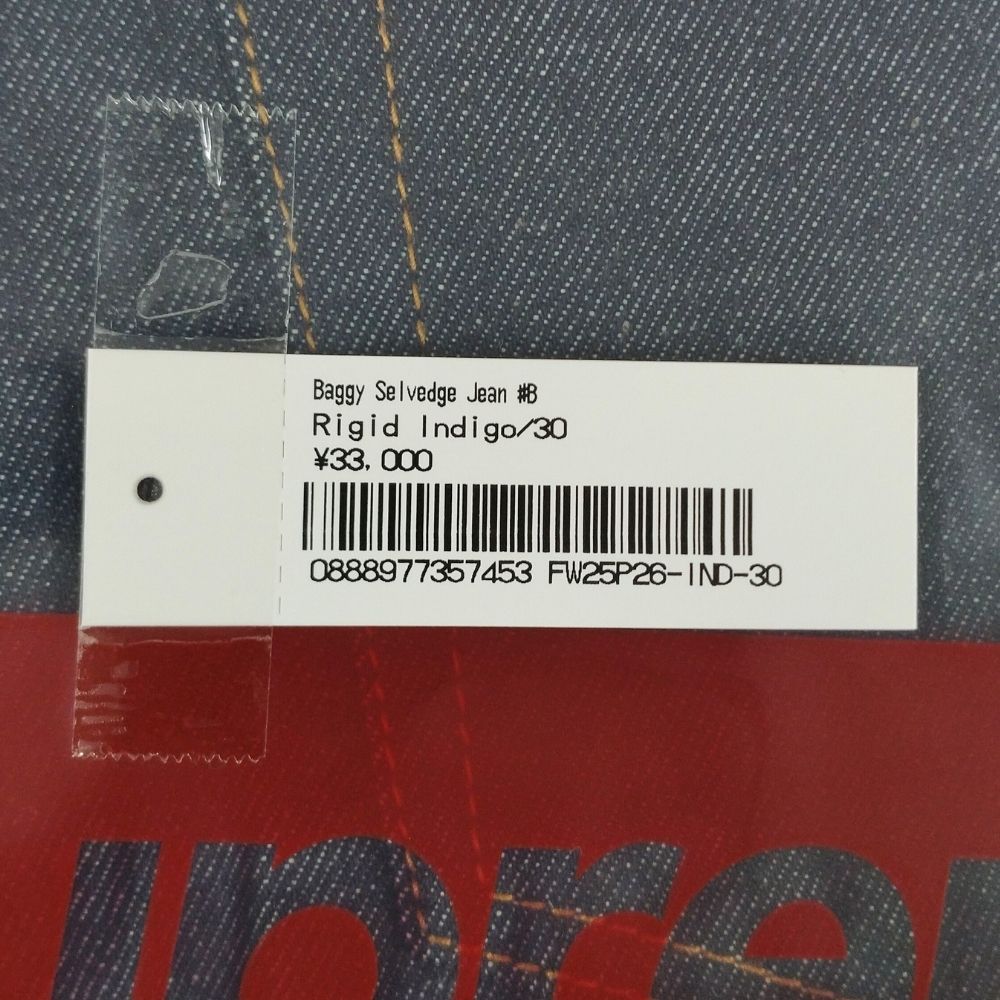 Baggy Selvedge Jean #B
Rigid Indigo/30
¥33,000
0888977357453 FW25P26-IND-30
upre